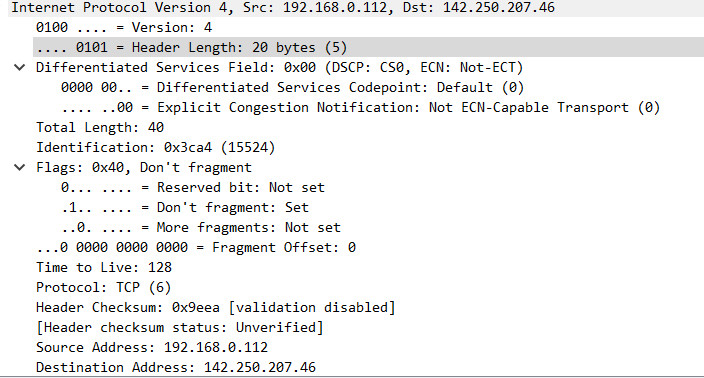 Internet Protocol Version 4, Src: 192.168.0.112, Dst: 142.250.207.46
0100 .... = Version: 4
.... 0101 = Header Length: 20 bytes (5)
Differentiated Services Field: 0x00 (DSCP: CS0, ECN: Not-ECT)
0000 00.. = Differentiated Services Codepoint: Default (0)
.... ..00 = Explicit Congestion Notification: Not ECN-Capable Transport (0)
Total Length: 40
Identification: 0x3ca4 (15524)
Flags: 0x40, Don't fragment
0... .... = Reserved bit: Not set
.1.. .... = Don't fragment: Set
..0. .... = More fragments: Not set
...0 0000 0000 0000 = Fragment Offset: 0
Time to Live: 128
Protocol: TCP (6)
Header Checksum: 0x9eea [validation disabled]
[Header checksum status: Unverified]
Source Address: 192.168.0.112
Destination Address: 142.250.207.46